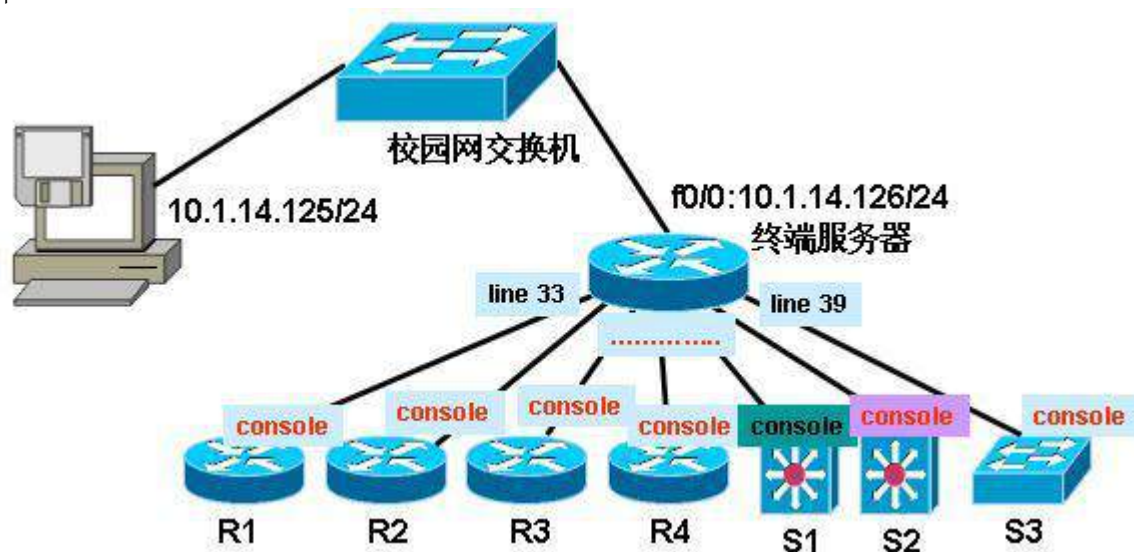 校园网交换机
10.1.14.125/24
f0/0:10.1.14.126/24
终端服务器
line 33
line 39
..............
console
console
console
console
console
console
console
R1
R2
R3
R4
S1
S2
S3